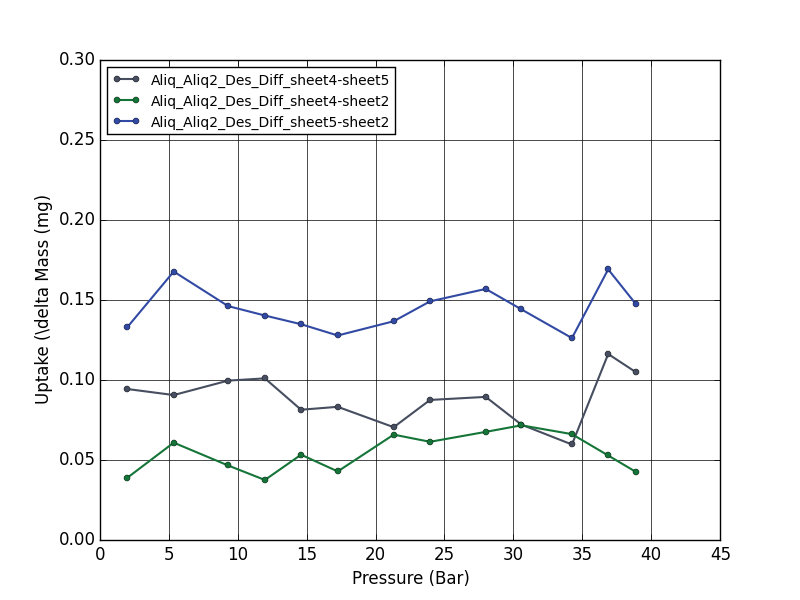 0.30
0.25
0.20
0.15
0.10
0.05
0.00
0 5 10 15 20 25 30 35 40 45
Uptake (\delta Mass (mg)
Pressure (Bar)
Aliq_Aliq2_Des_Diff_sheet4-sheet5
Aliq_Aliq2_Des_Diff_sheet4-sheet2
Aliq_Aliq2_Des_Diff_sheet5-sheet2